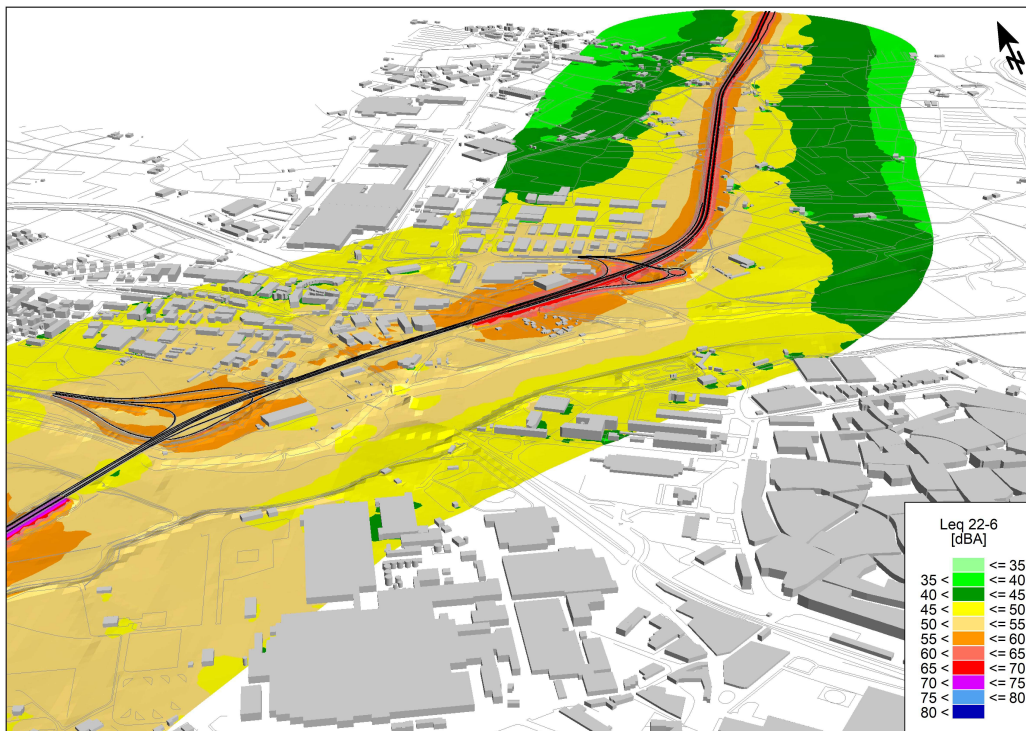 N
Leq 22-6
[dBA]
<= 35
35 < <= 40
40 < <= 45
45 < <= 50
50 < <= 55
55 < <= 60
60 < <= 65
65 < <= 70
70 < <= 75
75 < <= 80
80 <